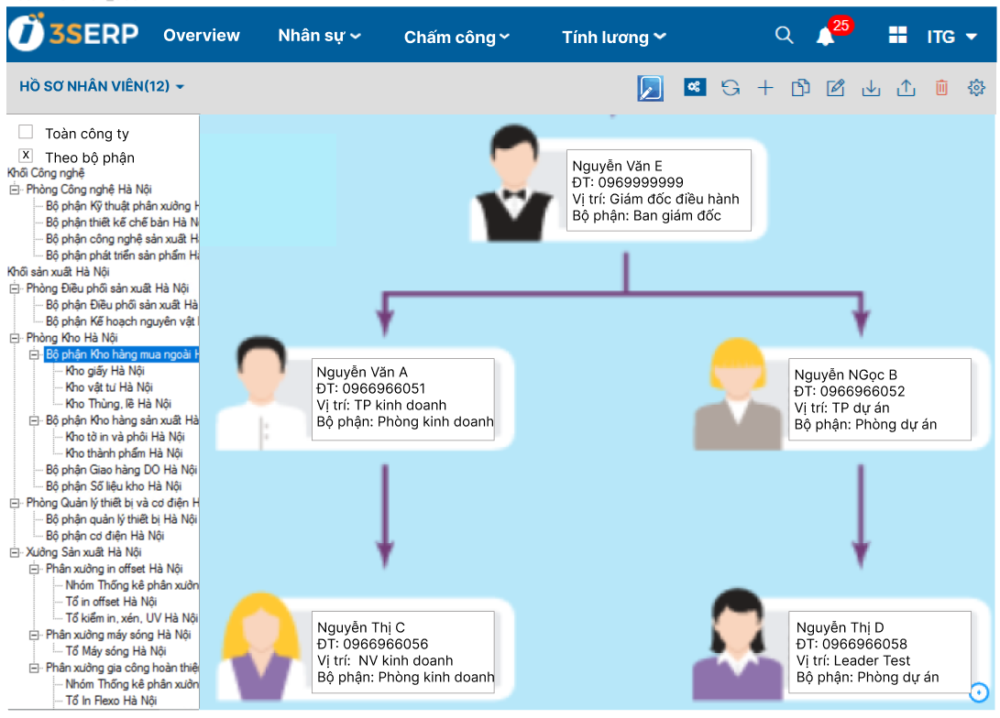 3SERP
Overview
Nhân sự
Chấm công
Tính lương
25
ITG
HỒ SƠ NHÂN VIÊN(12)
Toàn công ty
X Theo bộ phận
Khối Công nghệ
Phòng Công nghệ Hà Nội
Bộ phận Kỹ thuật phân xưởng
Bộ phận thiết kế chế bản Hà
Bộ phận công nghệ sản xuất
Bộ phận phát triển sản phẩm
Khối sản xuất Hà Nội
Phòng Điều phối sản xuất Hà Nội
Bộ phận Điều phối sản xuất Hà
Bộ phận Kế hoạch nguyên vật
Phòng Kho Hà Nội
Bộ phận Kho hàng mua ngoài
Kho giấy Hà Nội
Kho vật tư Hà Nội
Kho Thùng, lề Hà Nội
Bộ phận Kho hàng sản xuất Hà
Kho tờ in và phôi Hà Nội
Kho thành phẩm Hà Nội
Bộ phận Giao hàng DO Hà Nội
Bộ phận Số liệu kho Hà Nội
Phòng Quản lý thiết bị và cơ điện
Bộ phận quản lý thiết bị Hà Nội
Bộ phận cơ điện Hà Nội
Xưởng Sản xuất Hà Nội
Phân xưởng in offset Hà Nội
Nhóm Thống kê phân xưởn
Tổ in offset Hà Nội
Tổ kiểm in, xén, UV Hà Nội
Phân xưởng máy sóng Hà Nội
Tổ Máy sóng Hà Nội
Phân xưởng gia công hoàn thiệ
Nhóm Thống kê phân xưởn
Tổ In Flexo Hà Nội
Nguyễn Văn E
ĐT: 0969999999
Vị trí: Giám đốc điều hành
Bộ phận: Ban giám đốc
Nguyễn Văn A
ĐT: 0966966051
Vị trí: TP kinh doanh
Bộ phận: Phòng kinh doanh
Nguyễn NGọc B
ĐT: 0966966052
Vị trí: TP dự án
Bộ phận: Phòng dự án
Nguyễn Thị C
ĐT: 0966966056
Vị trí: NV kinh doanh
Bộ phận: Phòng kinh doanh
Nguyễn Thị D
ĐT: 0966966058
Vị trí: Leader Test
Bộ phận: Phòng dự án